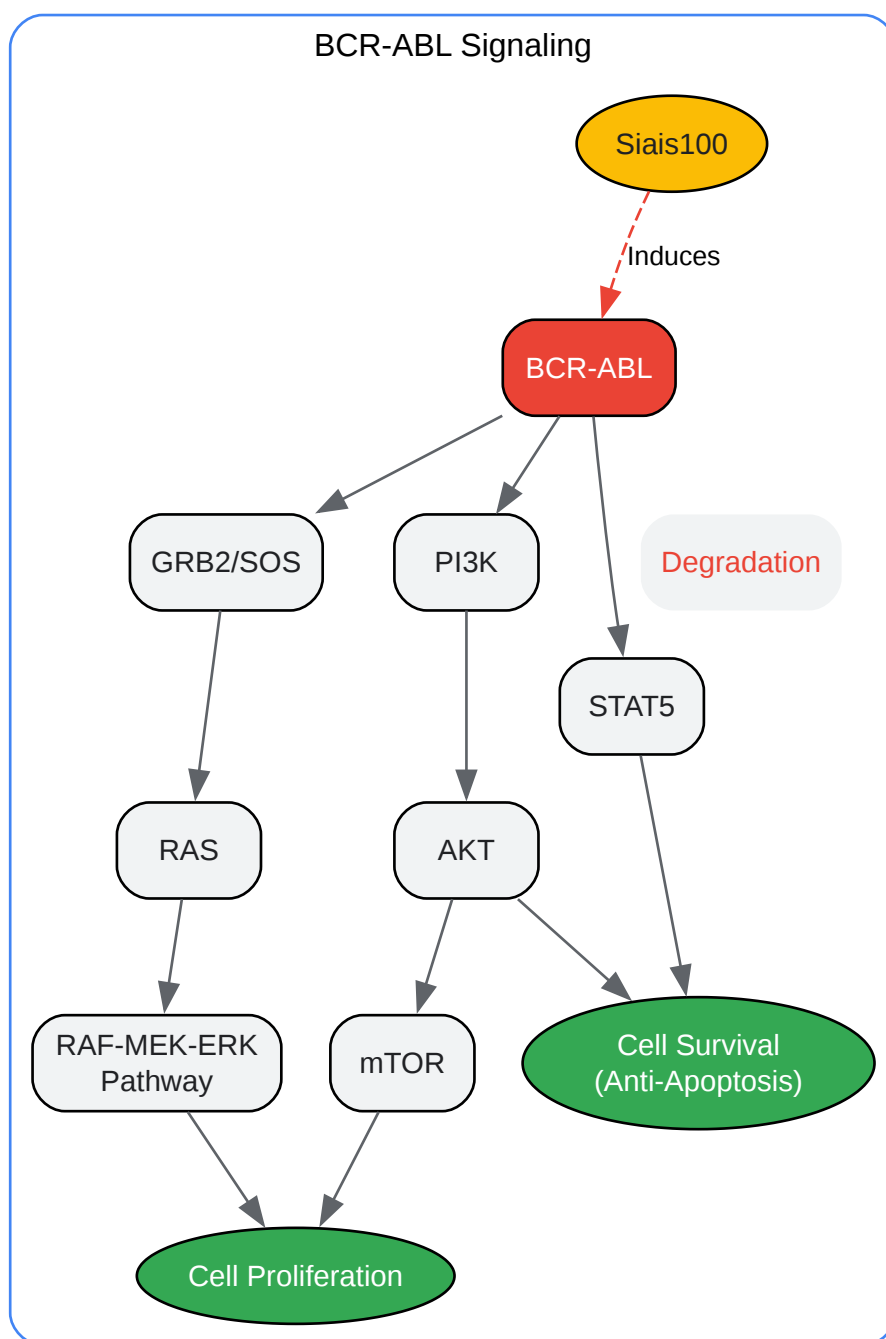 BCR-ABL Signaling
Siais100
Induces
BCR-ABL
GRB2/SOS
PI3K
Degradation
STAT5
RAS
AKT
RAF-MEK-ERK
Pathway
mTOR
Cell Survival
(Anti-Apoptosis)
Cell Proliferation